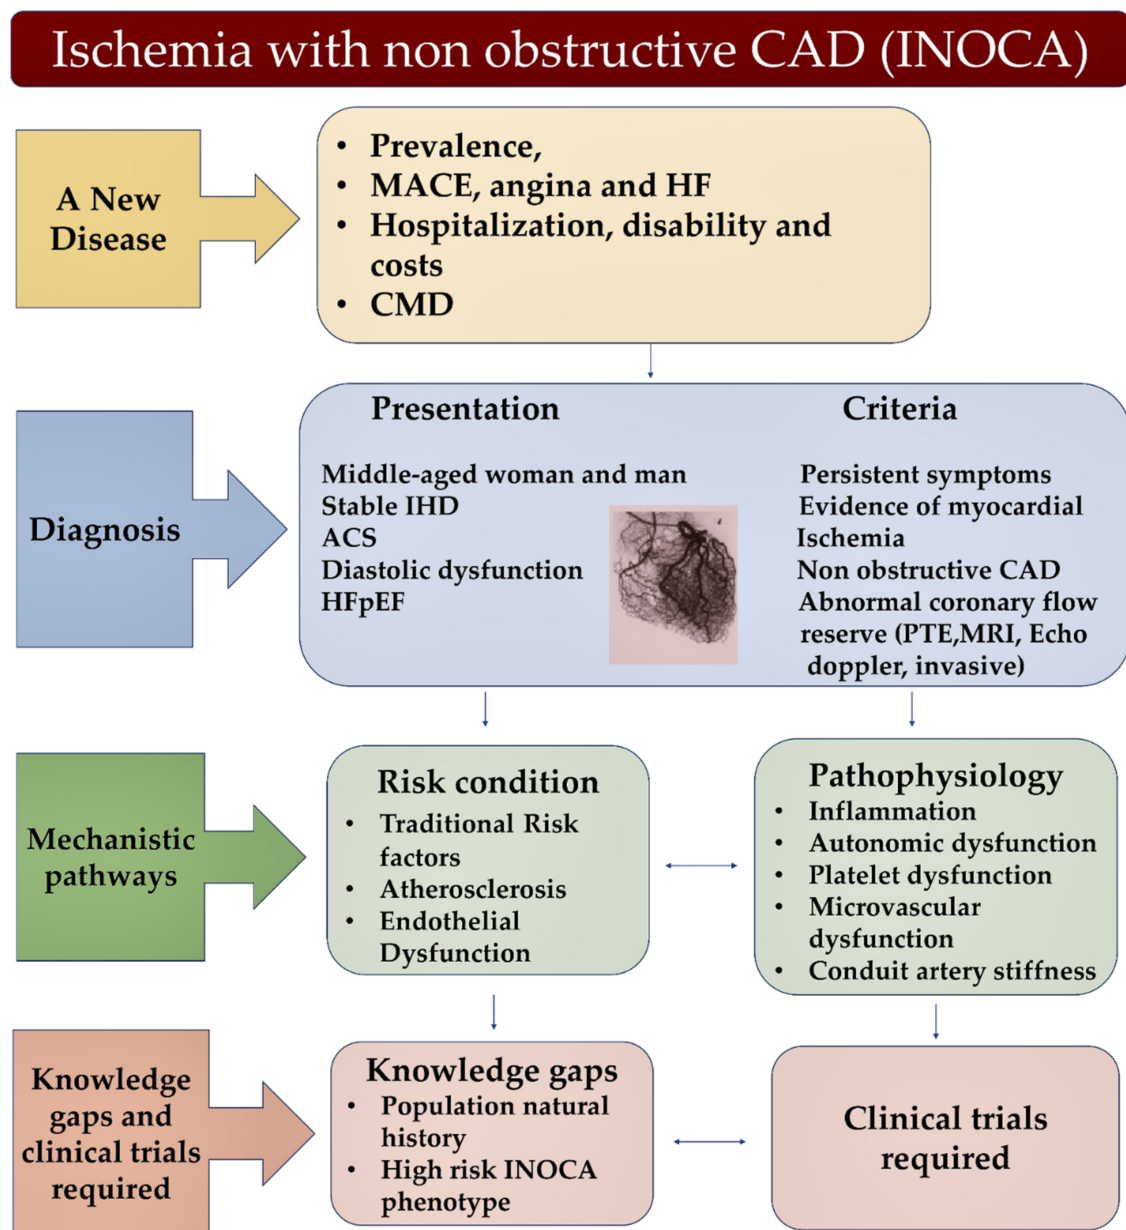 Ischemia with non obstructive CAD (INOCA)
A New
Disease
• Prevalence,
• MACE, angina and HF
• Hospitalization, disability and
costs
• CMD
Diagnosis
Presentation
Middle-aged woman and man
Stable IHD
ACS
Diastolic dysfunction
HFpEF
Criteria
Persistent symptoms
Evidence of myocardial
Ischemia
Non obstructive CAD
Abnormal coronary flow
reserve (PTE,MRI, Echo
doppler, invasive)
Mechanistic
pathways
Risk condition
• Traditional Risk
factors
• Atherosclerosis
• Endothelial
Dysfunction
Pathophysiology
• Inflammation
• Autonomic dysfunction
• Platelet dysfunction
• Microvascular
dysfunction
• Conduit artery stiffness
Knowledge
gaps and
clinical trials
required
Knowledge gaps
• Population natural
history
• High risk INOCA
phenotype
Clinical trials
required